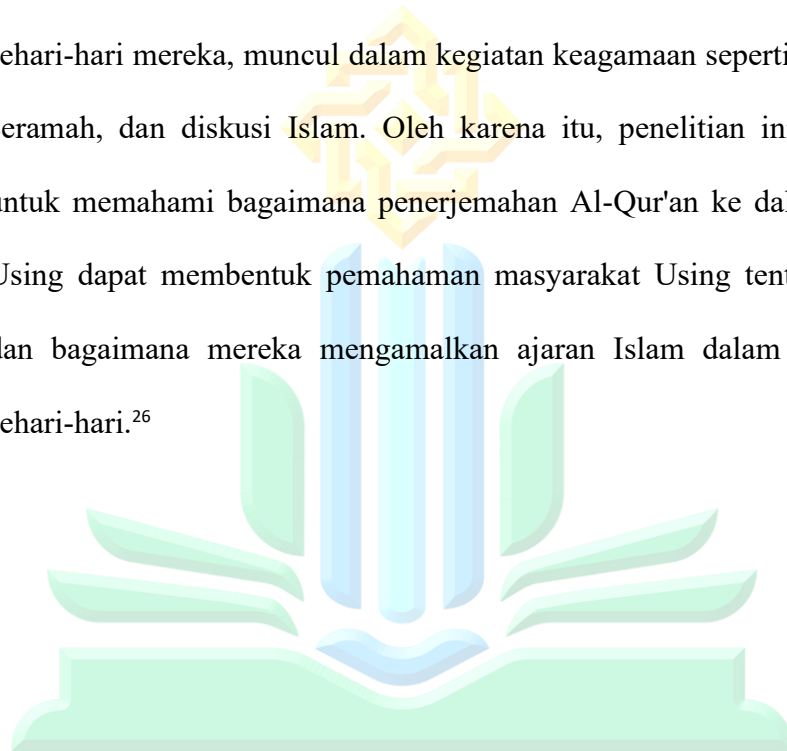 ehari-hari mereka, muncul dalam kegiatan keagamaan seperti
eramah, dan diskusi Islam. Oleh karena itu, penelitian in
untuk memahami bagaimana penerjemahan Al-Qur'an ke dal
Using dapat membentuk pemahaman masyarakat Using tent
dan bagaimana mereka mengamalkan ajaran Islam dalam
ehari-hari.26